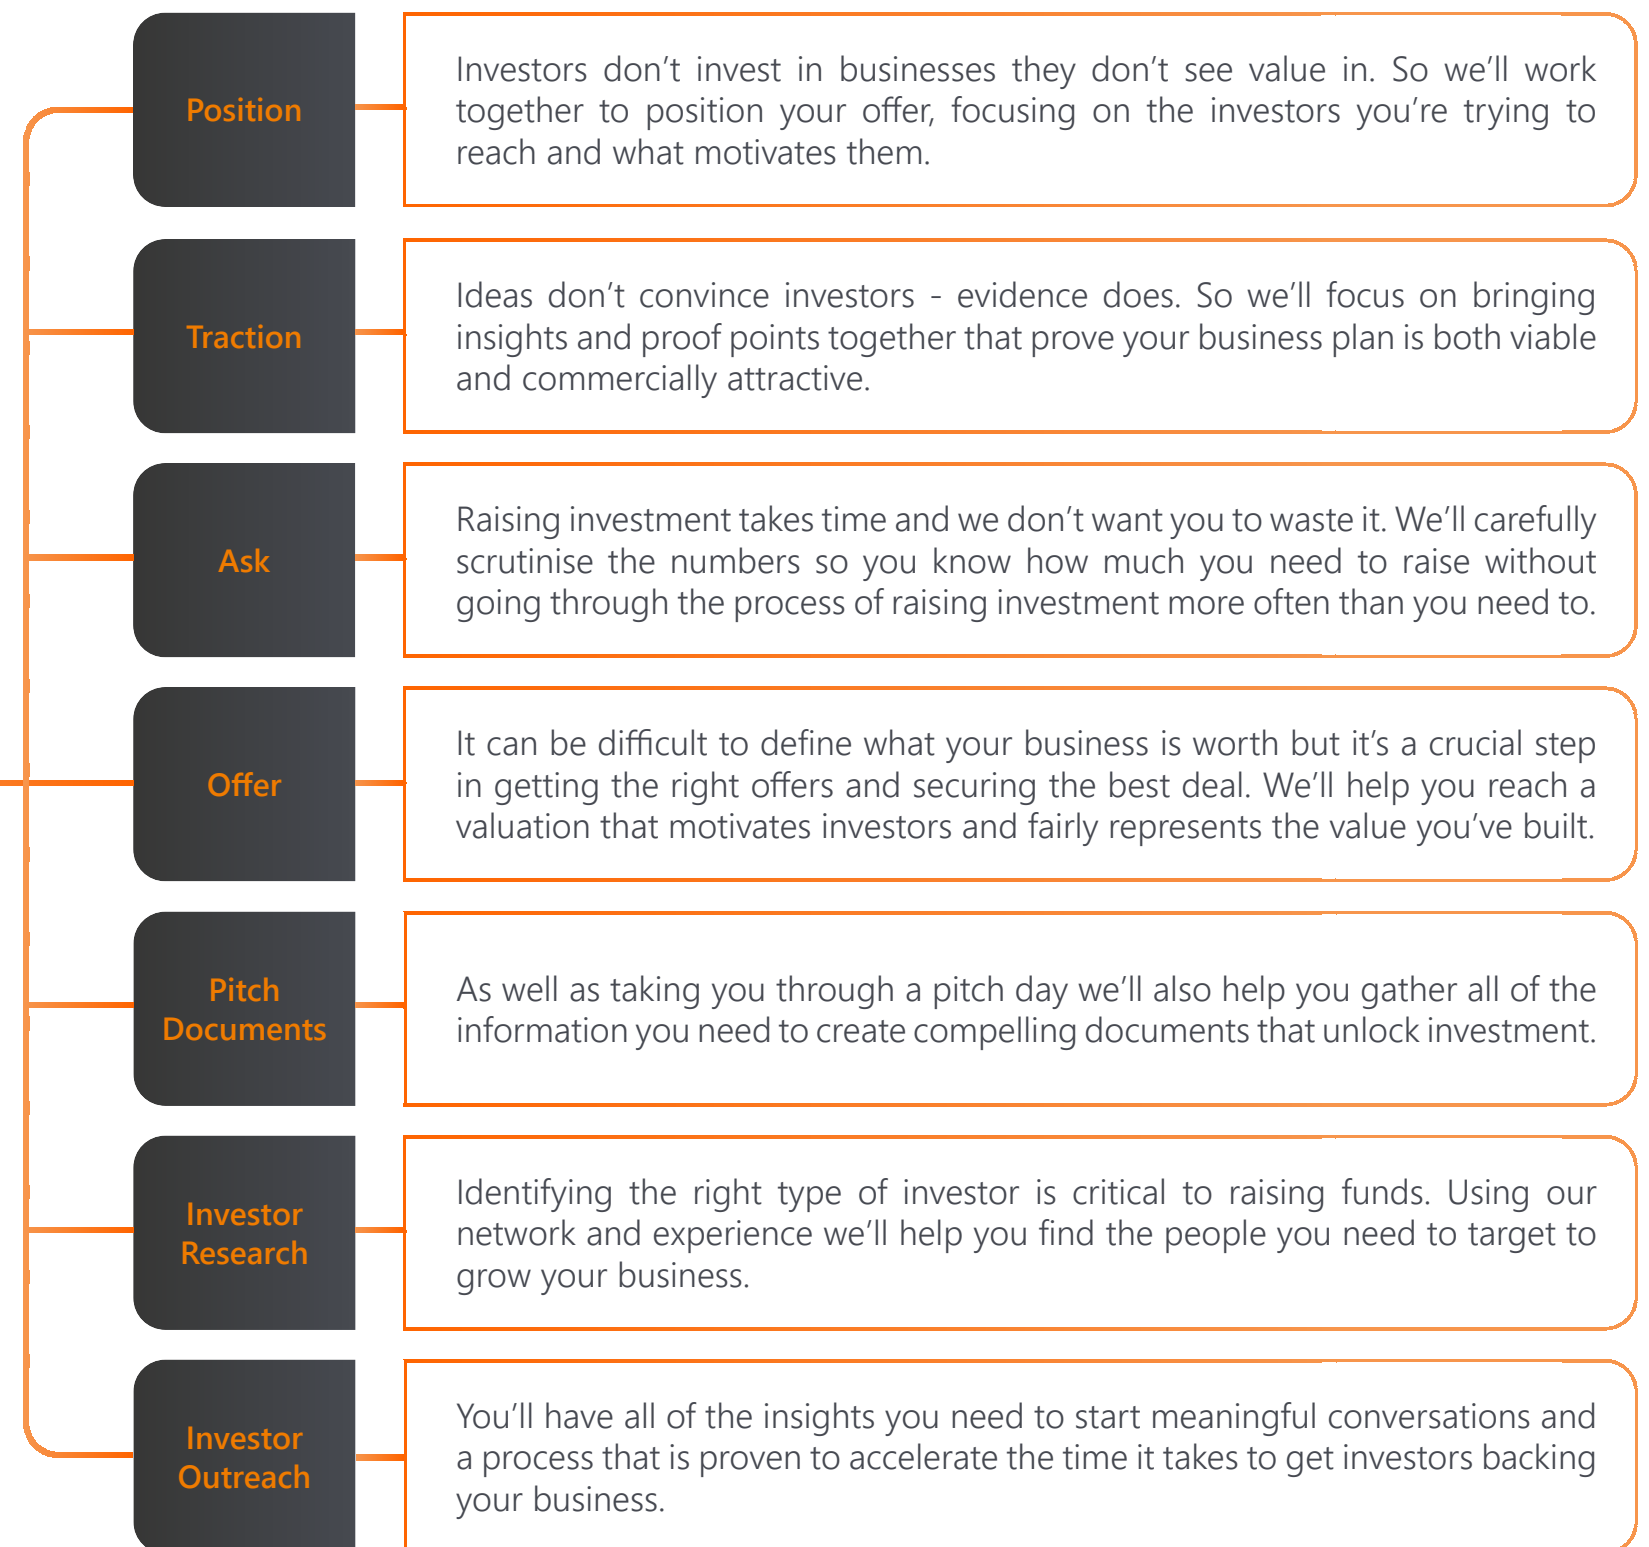 Position
Investors don’t invest in businesses they don’t see value in. So we’ll work
together to position your offer, focusing on the investors you’re trying to
reach and what motivates them.
Traction
Ideas don’t convince investors - evidence does. So we’ll focus on bringing
insights and proof points together that prove your business plan is both viable
and commercially attractive.
Ask
Raising investment takes time and we don’t want you to waste it. We’ll carefully
scrutinise the numbers so you know how much you need to raise without
going through the process of raising investment more often than you need to.
Offer
It can be difficult to define what your business is worth but it’s a crucial step
in getting the right offers and securing the best deal. We’ll help you reach a
valuation that motivates investors and fairly represents the value you’ve built.
Pitch
Documents
As well as taking you through a pitch day we’ll also help you gather all of the
information you need to create compelling documents that unlock investment.
Investor
Research
Identifying the right type of investor is critical to raising funds. Using our
network and experience we’ll help you find the people you need to target to
grow your business.
Investor
Outreach
You’ll have all of the insights you need to start meaningful conversations and
a process that is proven to accelerate the time it takes to get investors backing
your business.